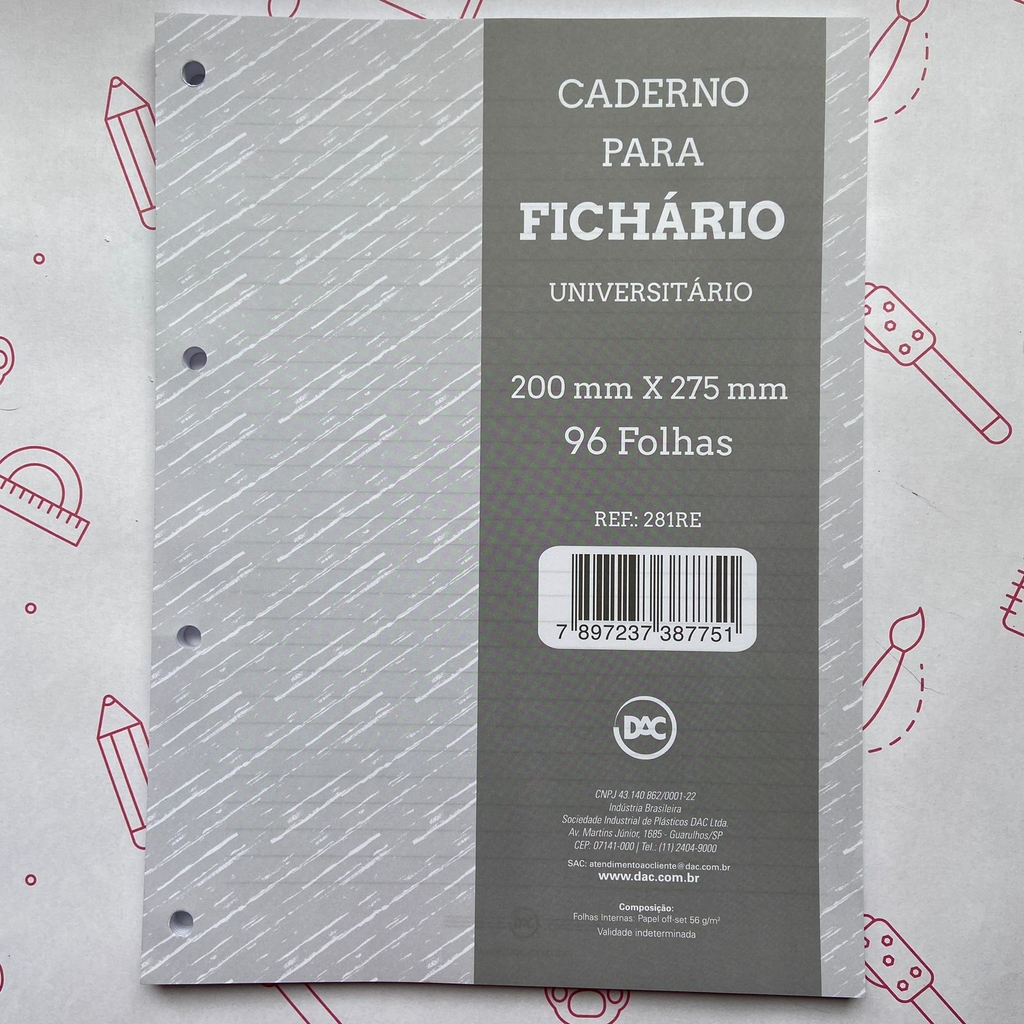 CADERNO
PARA
FICHÁRIO
UNIVERSITÁRIO
200 mm X 275 mm
96 Folhas
REF.: 281RE
7 897237 387751
DAC
CNPJ 43.140.862/0001-22
Indústria Brasileira
Sociedade Industrial de Plásticos DAC Ltda.
Av. Martins Júnior, 1685 - Guarulhos/SP
CEP: 07141-000 | Tel.: (11) 2404-9000
SAC: atendimentoaocliente@dac.com.br
www.dac.com.br
Composição:
Folhas Internas: Papel off-set 56 g/m²
Validade indeterminada